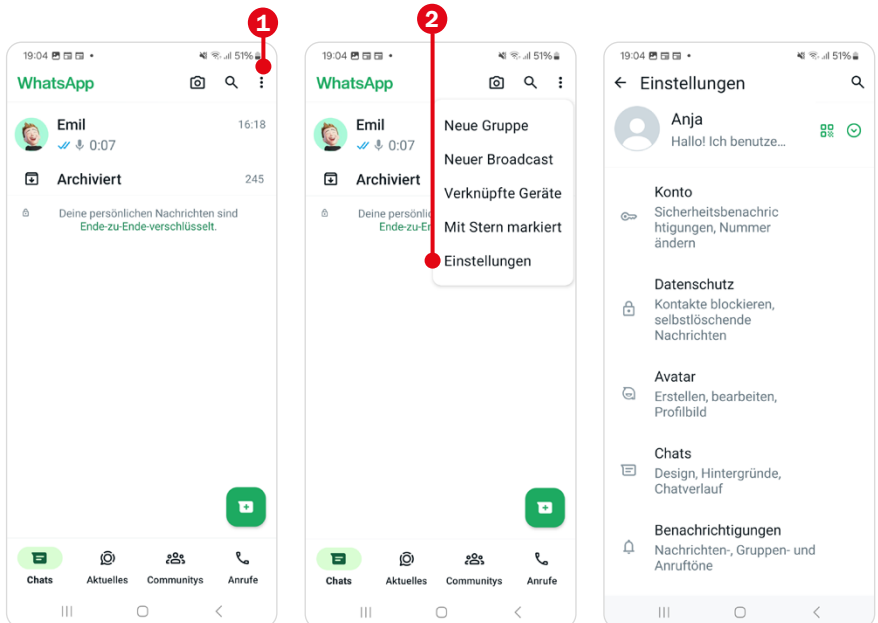 1
19:04
51%
WhatsApp
Emil
16:18
0:07
Archiviert
245
Deine persönlichen Nachrichten sind
Ende-zu-Ende-verschlüsselt.
Chats
Aktuelles
Communitys
Anrufe
2
19:04
51%
WhatsApp
Emil
0:07
Archiviert
Deine persönlic
Ende-zu-Er
Neue Gruppe
Neuer Broadcast
Verknüpfte Geräte
Mit Stern markiert
Einstellungen
Chats
Aktuelles
Communitys
Anrufe
19:04
51%
Einstellungen
Anja
Hallo! Ich benutze...
Konto
Sicherheitsbenachric
htigungen, Nummer
ändern
Datenschutz
Kontakte blockieren,
selbstlöschende
Nachrichten
Avatar
Erstellen, bearbeiten,
Profilbild
Chats
Design, Hintergründe,
Chatverlauf
Benachrichtigungen
Nachrichten-, Gruppen- und
Anruftöne